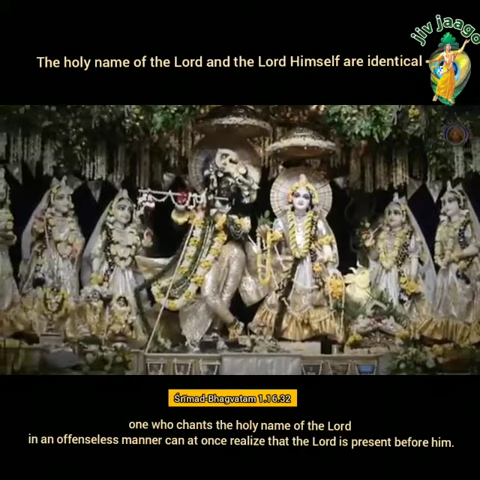 jiv jaago
The holy name of the Lord and the Lord Himself are identical
Śrīmad-Bhagvatam 1.16.32
one who chants the holy name of the Lord
in an offenseless manner can at once realize that the Lord is present before him.